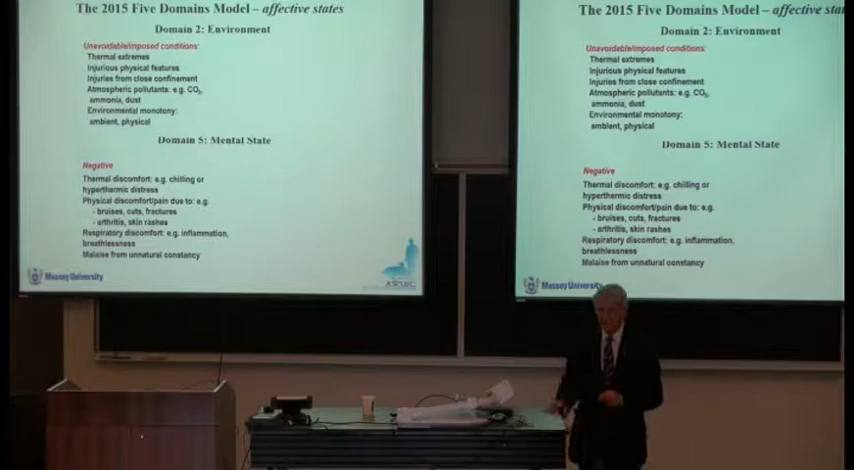 The 2015 Five Domains Model – affective states
Domain 2: Environment
Unavoidable/imposed conditions:
Thermal extremes
Injurious physical features
Injuries from close confinement
Atmospheric pollutants: e.g. CO2,
ammonia, dust
Environmental monotony:
ambient, physical
Domain 5: Mental State
Negative
Thermal discomfort: e.g. chilling or
hyperthermic distress
Physical discomfort/pain due to: e.g.
- bruises, cuts, fractures
- arthritis, skin rashes
Respiratory discomfort: e.g. inflammation,
breathlessness
Malaise from unnatural constancy
Massey University
The 2015 Five Domains Model – affective sta
Domain 2: Environment
Unavoidable/imposed conditions:
Thermal extremes
Injurious physical features
Injuries from close confinement
Atmospheric pollutants: e.g. CO2,
ammonia, dust
Environmental monotony:
ambient, physical
Domain 5: Mental State
Negative
Thermal discomfort: e.g. chilling or
hyperthermic distress
Physical discomfort/pain due to: e.g.
- bruises, cuts, fractures
- arthritis, skin rashes
Respiratory discomfort: e.g. inflammation,
breathlessness
Malaise from unnatural constancy
Massey University